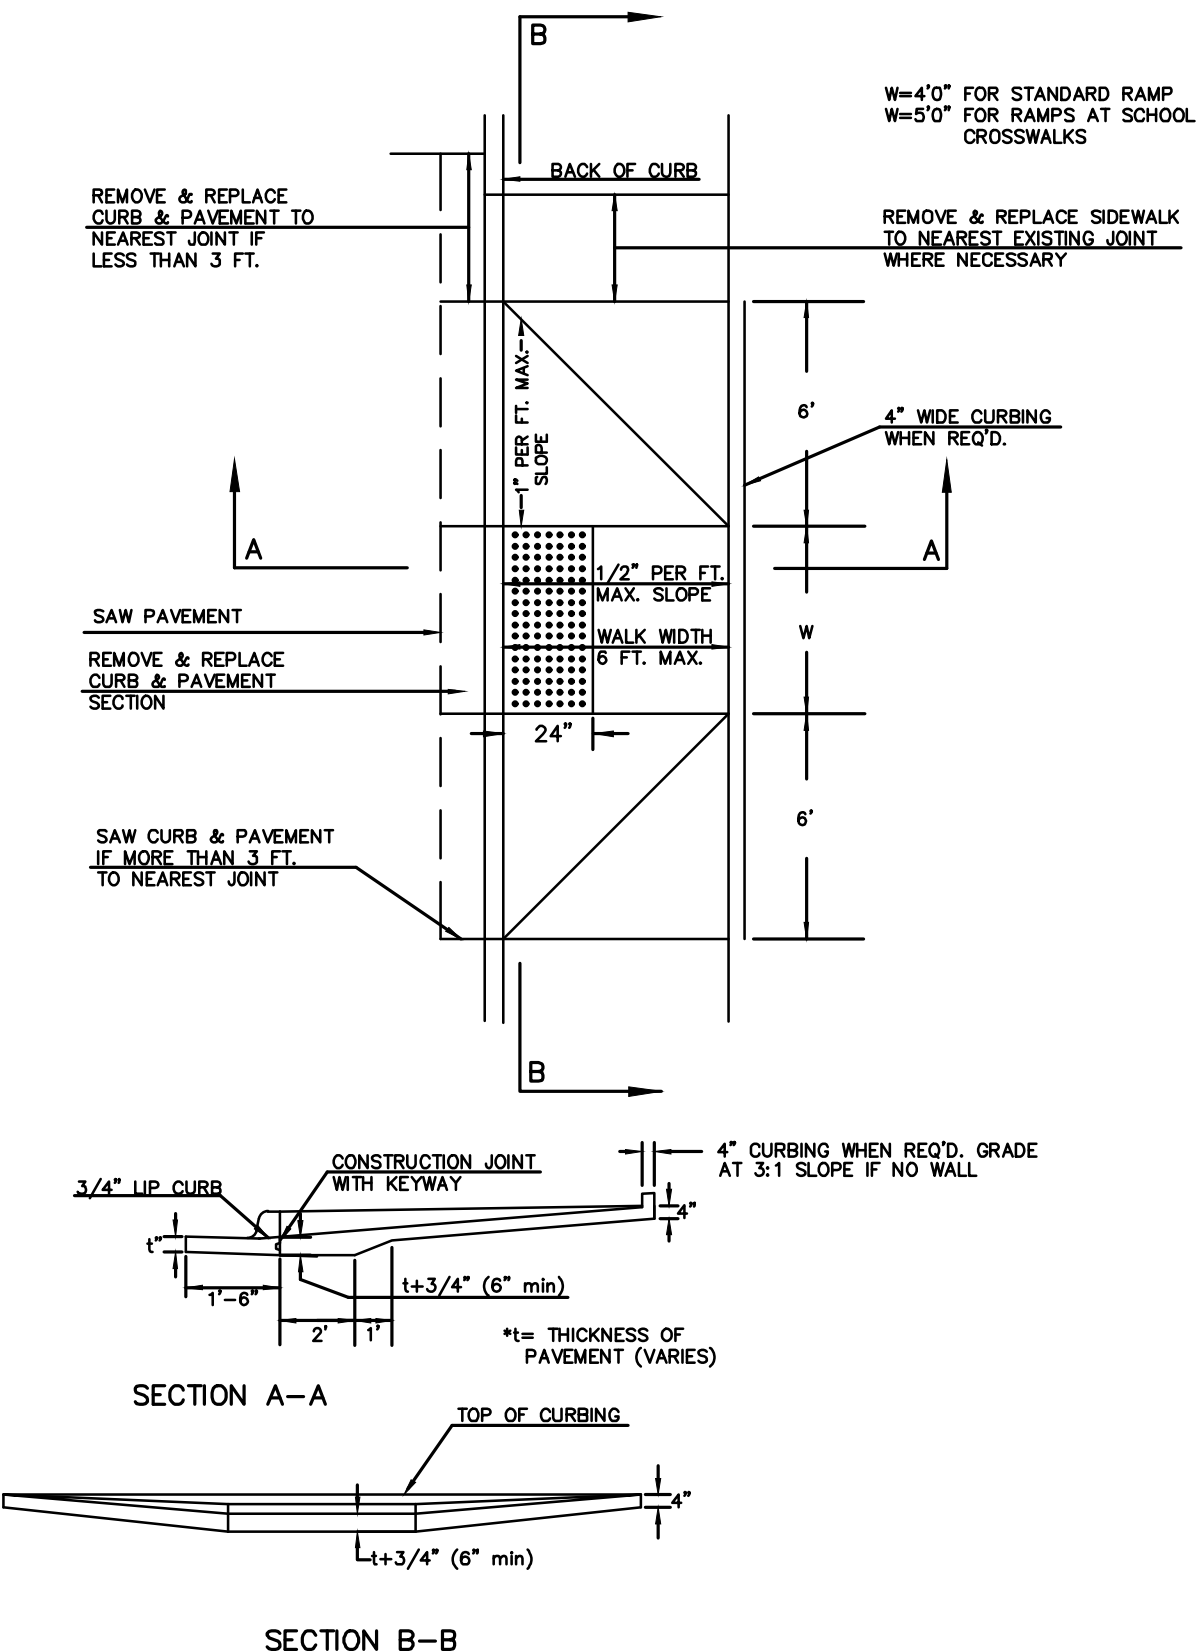 B
W=4'0" FOR STANDARD RAMP
W=5'0" FOR RAMPS AT SCHOOL
CROSSWALKS
BACK OF CURB
REMOVE & REPLACE
CURB & PAVEMENT TO
NEAREST JOINT IF
LESS THAN 3 FT.
REMOVE & REPLACE SIDEWALK
TO NEAREST EXISTING JOINT
WHERE NECESSARY
1" PER FT. MAX.
SLOPE
6'
4" WIDE CURBING
WHEN REQ'D.
A
A
1/2" PER FT.
MAX. SLOPE
SAW PAVEMENT
WALK WIDTH
6 FT. MAX.
W
REMOVE & REPLACE
CURB & PAVEMENT
SECTION
24"
6'
SAW CURB & PAVEMENT
IF MORE THAN 3 FT.
TO NEAREST JOINT
B
4" CURBING WHEN REQ'D. GRADE
AT 3:1 SLOPE IF NO WALL
CONSTRUCTION JOINT
WITH KEYWAY
3/4" LIP CURB
4"
t"
t+3/4" (6" min)
1'-6"
2'
1'
*t= THICKNESS OF
PAVEMENT (VARIES)
SECTION A-A
TOP OF CURBING
4"
t+3/4" (6" min)
SECTION B-B